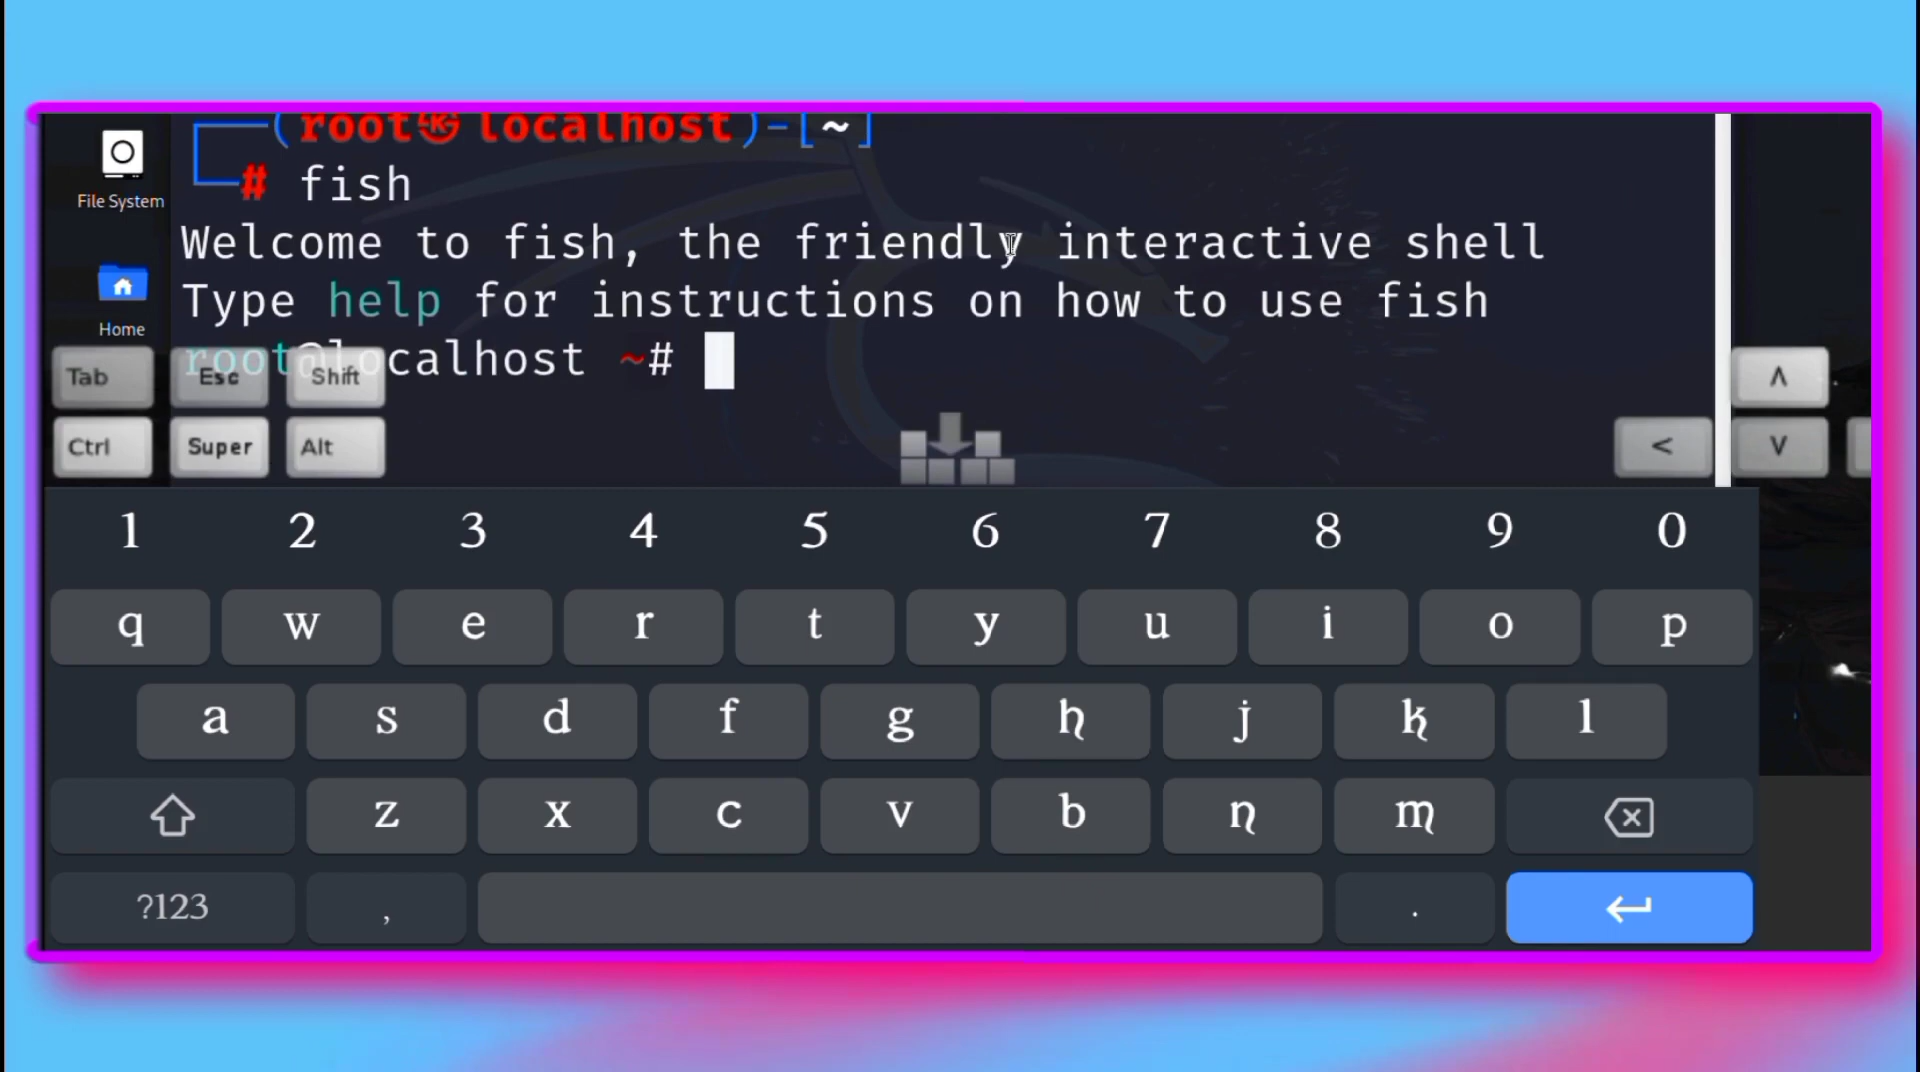 ┌──(root㉿localhost)-[~]
└─# fish
Welcome to fish, the friendly interactive shell
Type help for instructions on how to use fish
root@localhost ~#
File System
Home
Tab Esc Shift
Ctrl Super Alt
ʌ
< v
1 2 3 4 5 6 7 8 9 0
q w e r t y u i o p
a s d f g h j k l
z x c v b n m
?123 , .